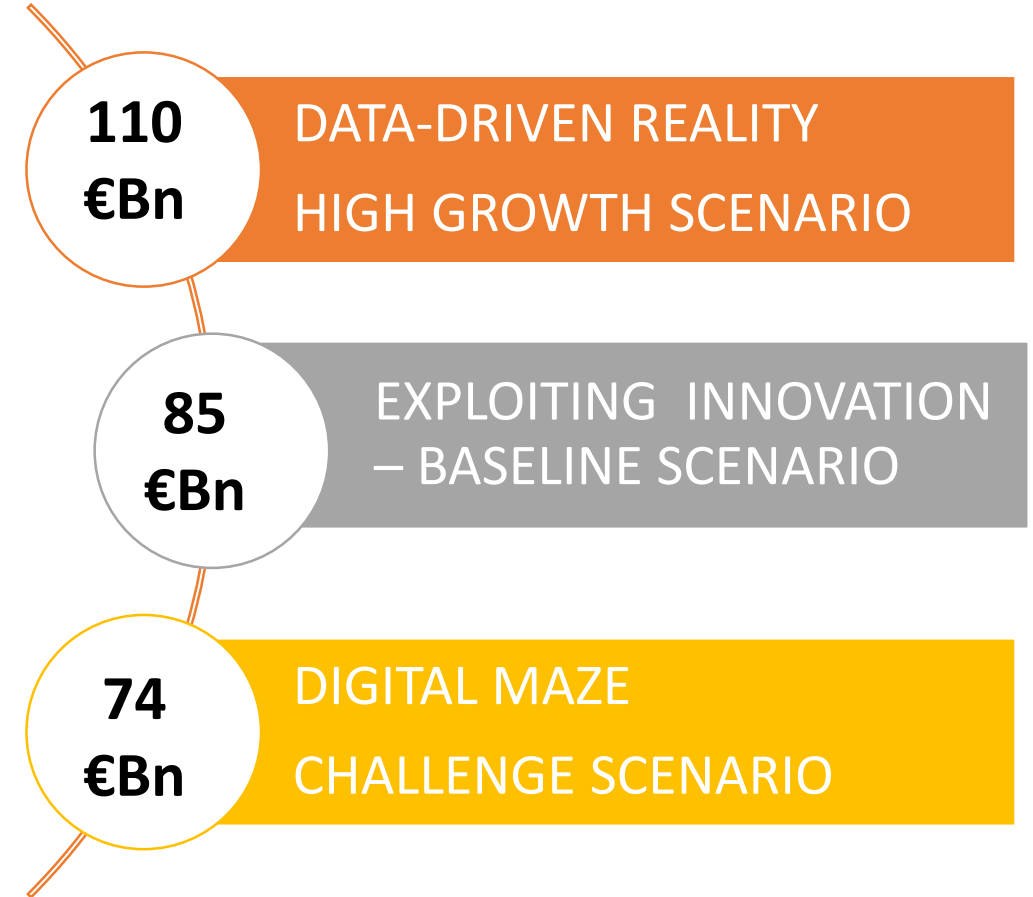 110
€Bn
DATA-DRIVEN REALITY
HIGH GROWTH SCENARIO
85
€Bn
EXPLOITING  INNOVATION
– BASELINE SCENARIO
74
€Bn
DIGITAL MAZE
CHALLENGE SCENARIO